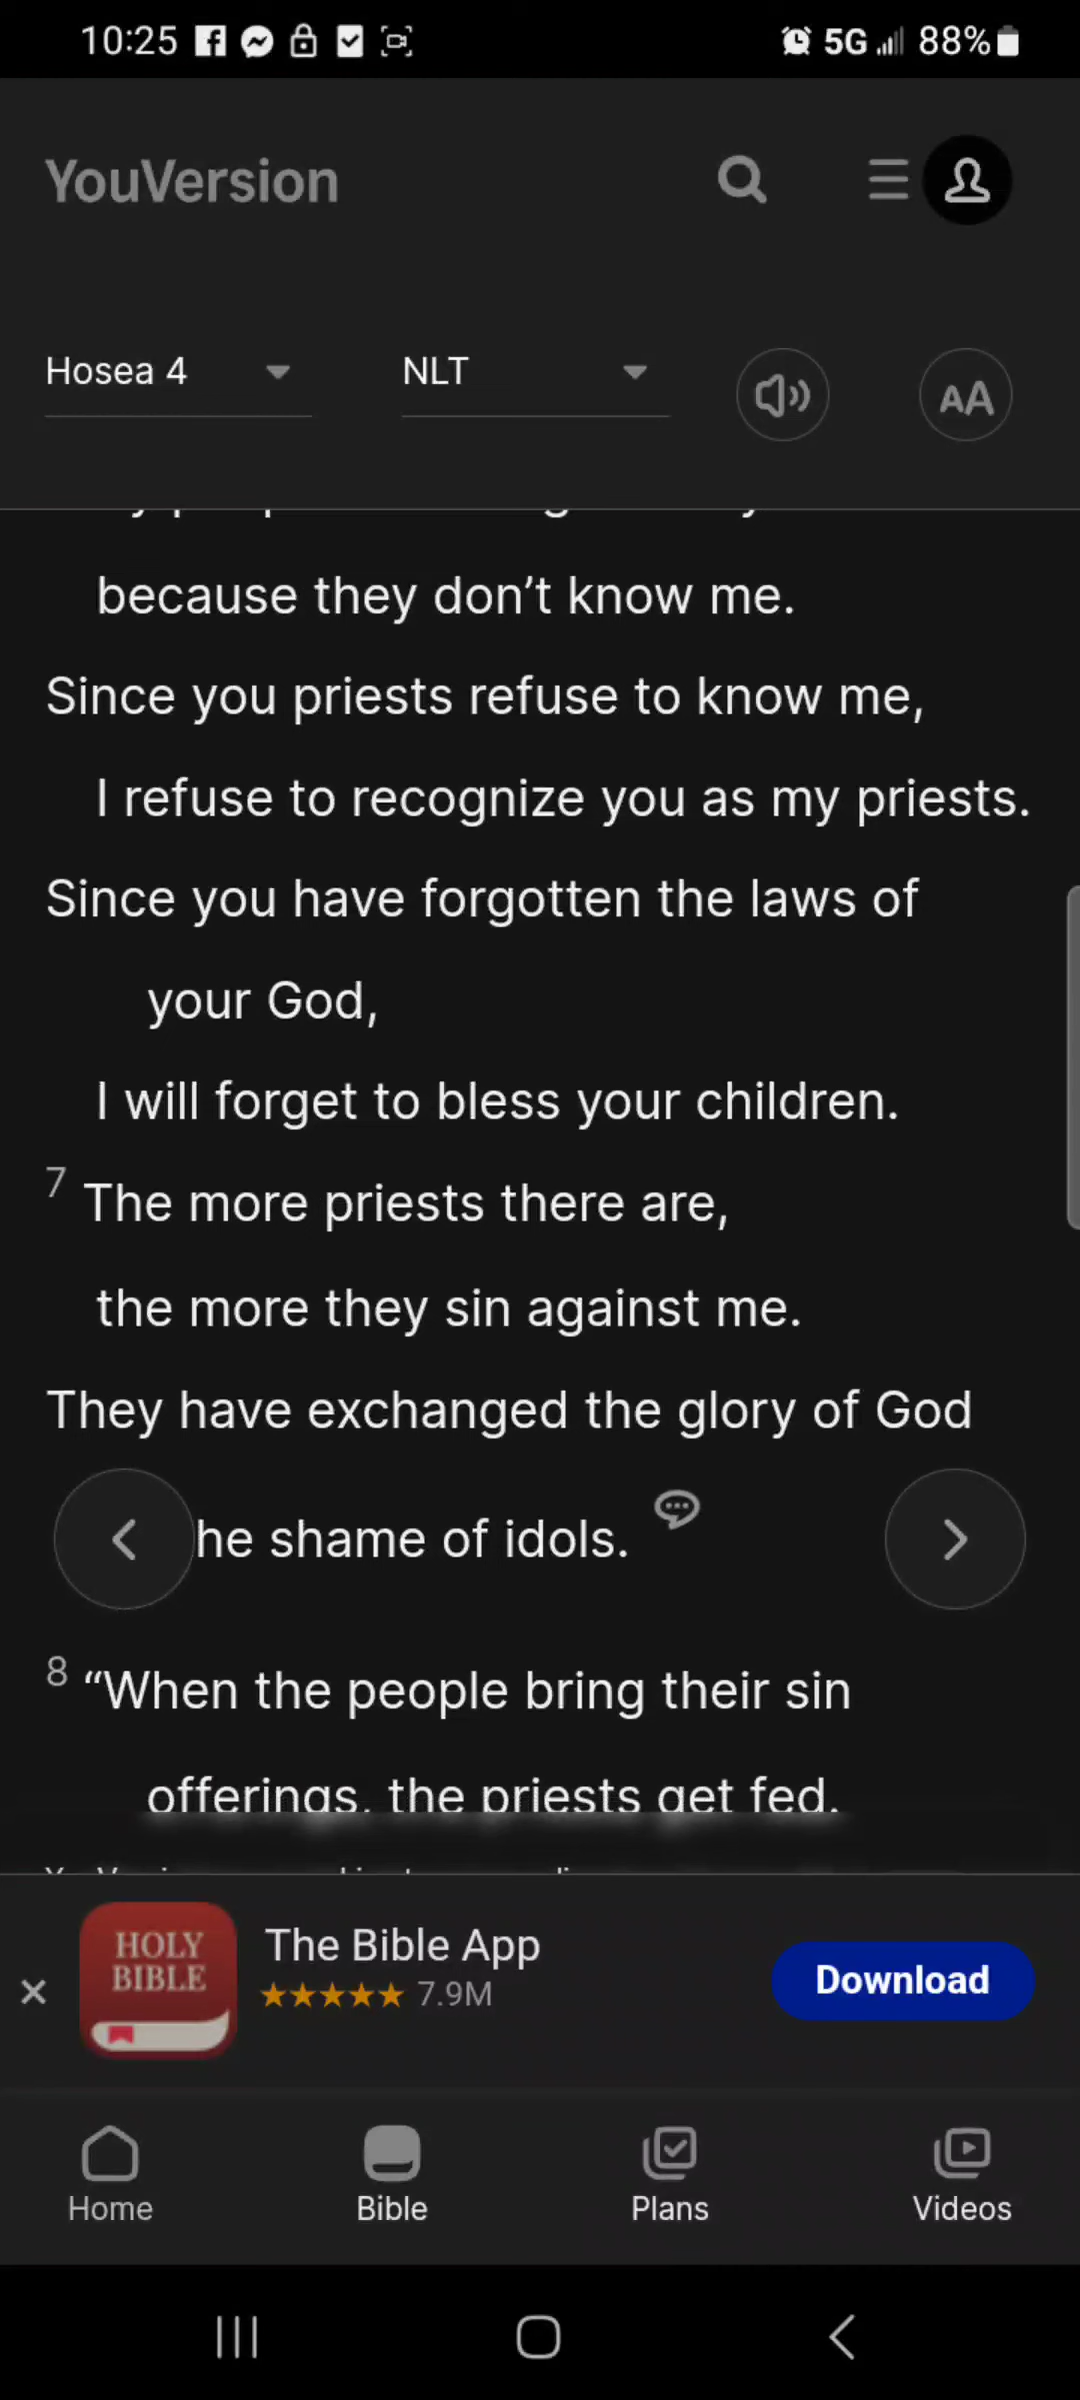 10:25 5G 88%
YouVersion
Hosea 4 NLT AA
because they don’t know me.
Since you priests refuse to know me,
I refuse to recognize you as my priests.
Since you have forgotten the laws of
your God,
I will forget to bless your children.
7 The more priests there are,
the more they sin against me.
They have exchanged the glory of God
he shame of idols.
8 “When the people bring their sin
offerings, the priests get fed.
HOLY
BIBLE
The Bible App
7.9M
Download
Home Bible Plans Videos